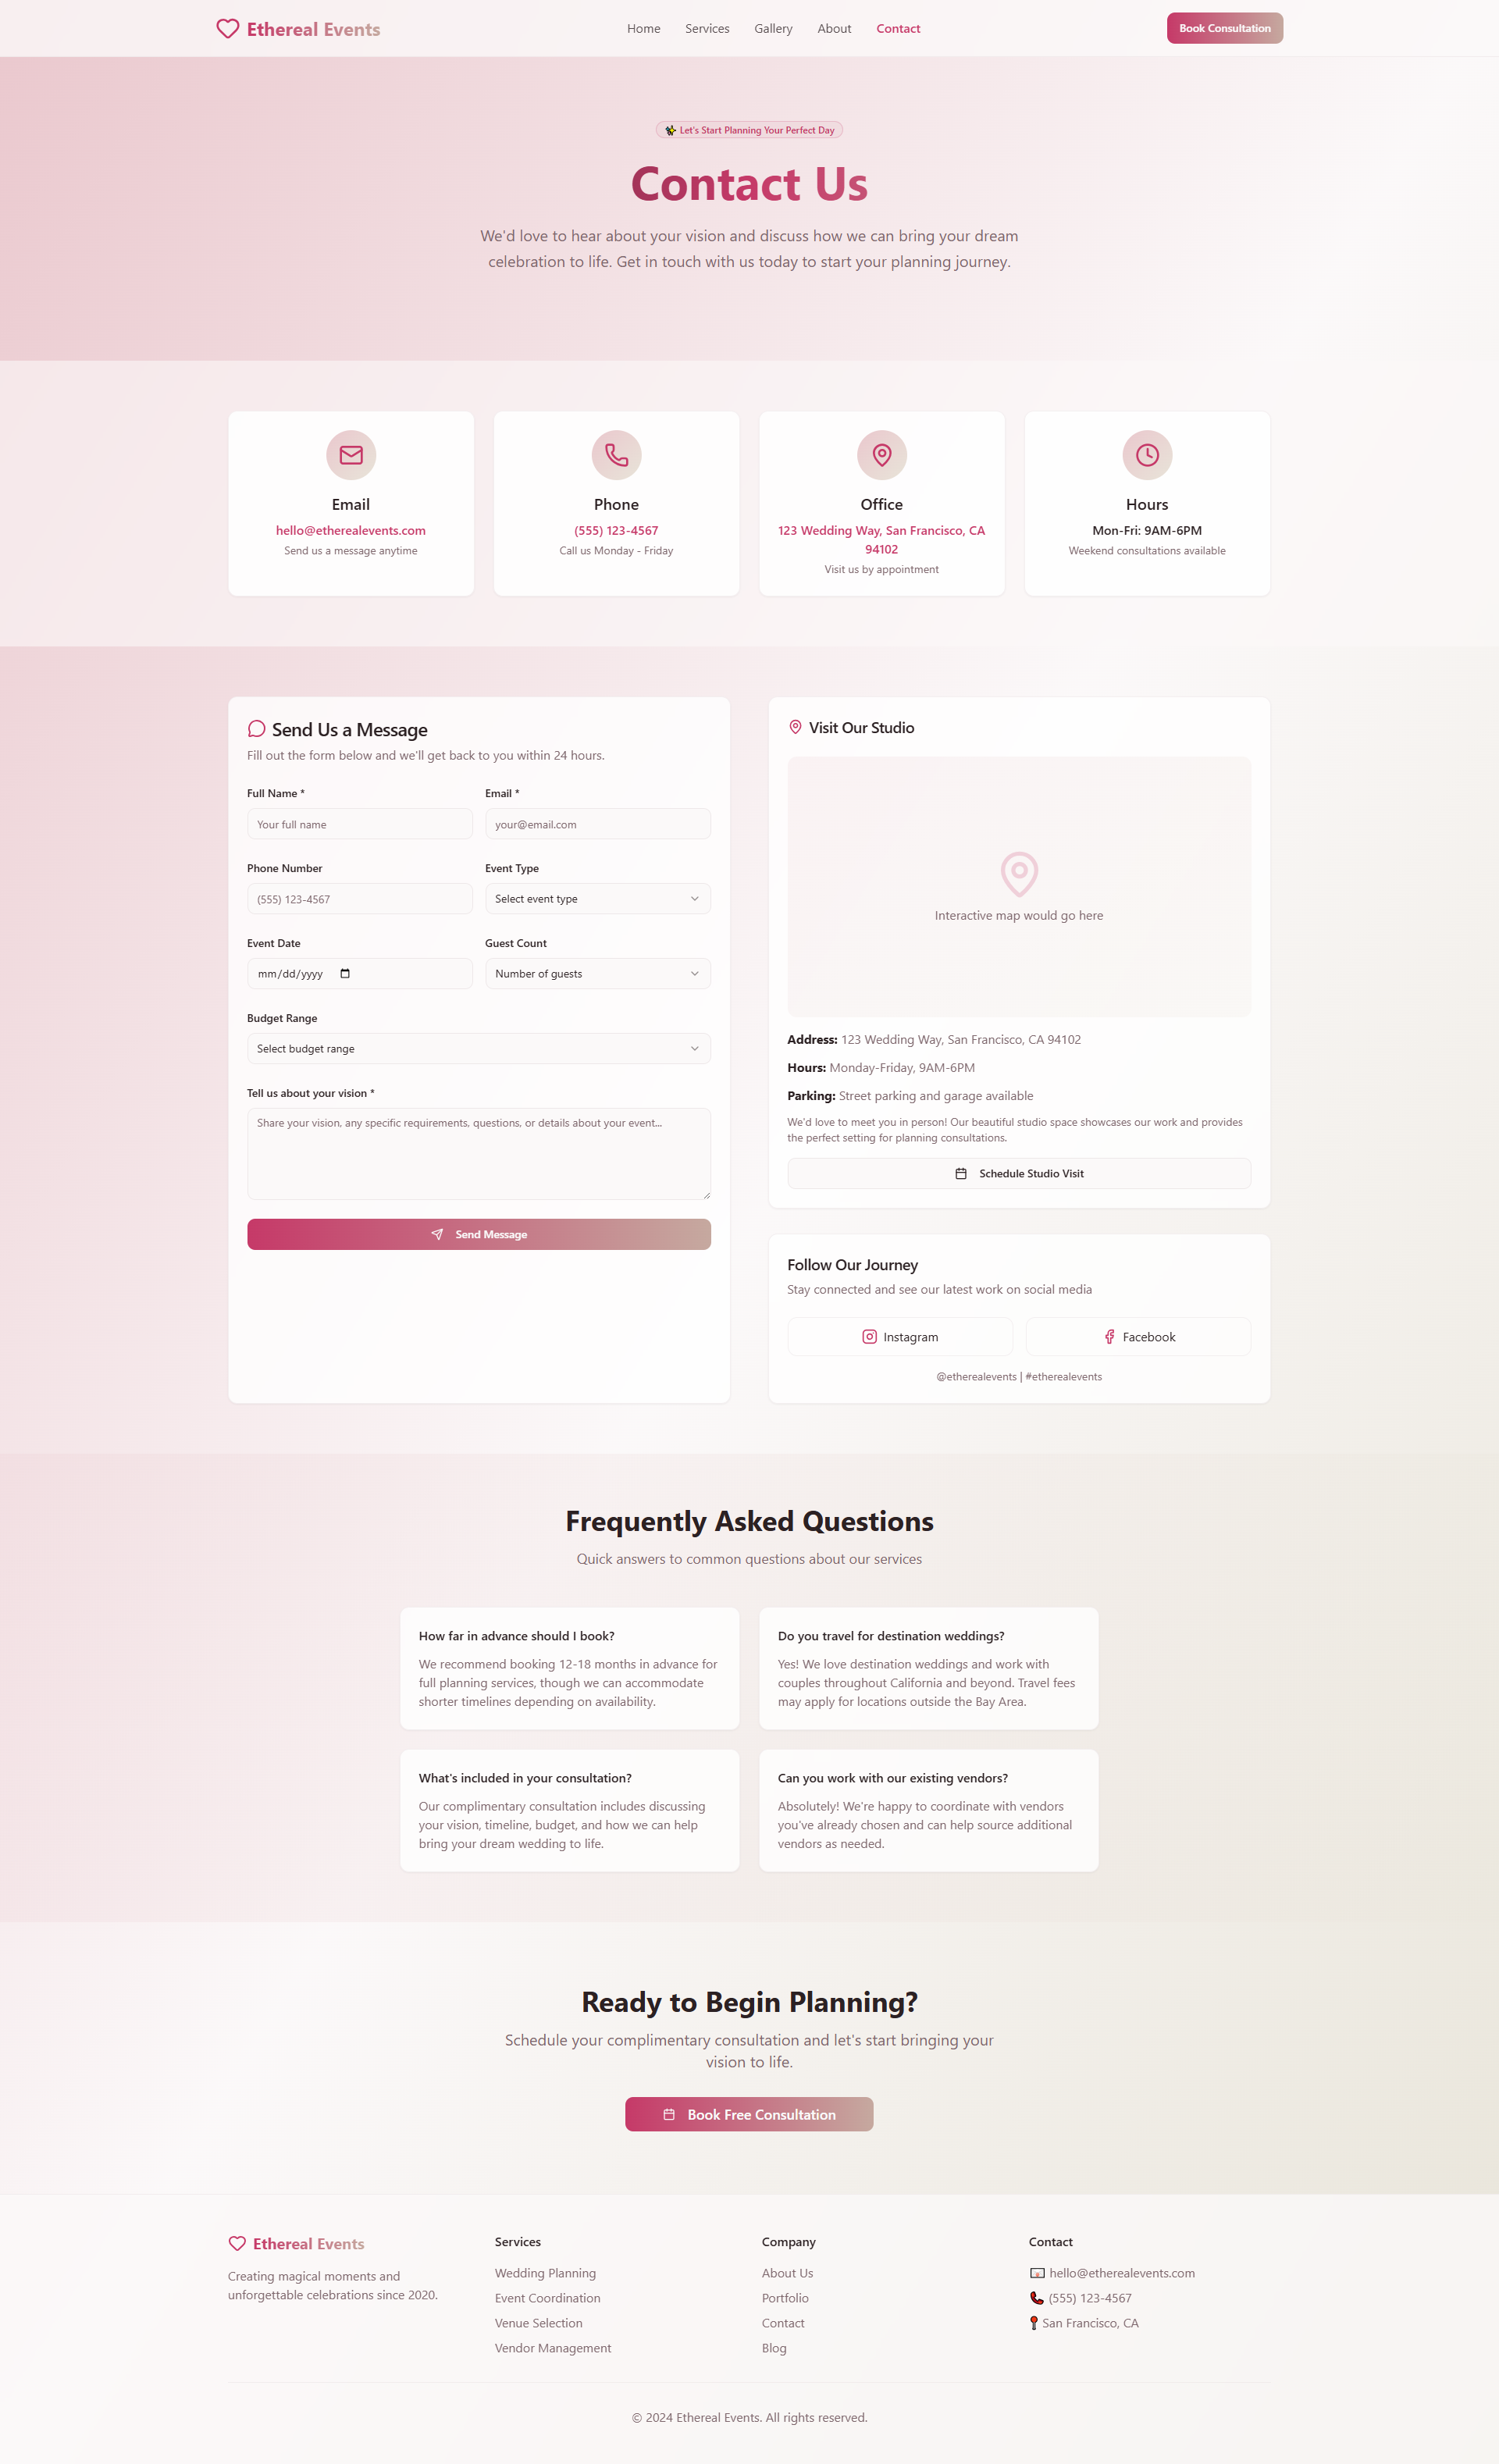 Ethereal Events
Home
Services
Gallery
About
Contact
Book Consultation
Let's Start Planning Your Perfect Day
Contact Us
We'd love to hear about your vision and discuss how we can bring your dream
celebration to life. Get in touch with us today to start your planning journey.
Email
hello@etherealevents.com
Send us a message anytime
Phone
(555) 123-4567
Call us Monday - Friday
Office
123 Wedding Way, San Francisco, CA
94102
Visit us by appointment
Hours
Mon-Fri: 9AM-6PM
Weekend consultations available
Send Us a Message
Fill out the form below and we'll get back to you within 24 hours.
Full Name *
Email *
Your full name
your@email.com
Phone Number
Event Type
(555) 123-4567
Select event type
Event Date
Guest Count
mm/dd/yyyy
Number of guests
Budget Range
Select budget range
Tell us about your vision *
Share your vision, any specific requirements, questions, or details about your event...
Send Message
Visit Our Studio
Interactive map would go here
Address: 123 Wedding Way, San Francisco, CA 94102
Hours: Monday-Friday, 9AM-6PM
Parking: Street parking and garage available
We'd love to meet you in person! Our beautiful studio space showcases our work and provides
the perfect setting for planning consultations.
Schedule Studio Visit
Follow Our Journey
Stay connected and see our latest work on social media
Instagram
Facebook
@etherealevents | #etherealevents
Frequently Asked Questions
Quick answers to common questions about our services
How far in advance should I book?
We recommend booking 12-18 months in advance for
full planning services, though we can accommodate
shorter timelines depending on availability.
Do you travel for destination weddings?
Yes! We love destination weddings and work with
couples throughout California and beyond. Travel fees
may apply for locations outside the Bay Area.
What's included in your consultation?
Our complimentary consultation includes discussing
your vision, timeline, budget, and how we can help
bring your dream wedding to life.
Can you work with our existing vendors?
Absolutely! We're happy to coordinate with vendors
you've already chosen and can help source additional
vendors as needed.
Ready to Begin Planning?
Schedule your complimentary consultation and let's start bringing your
vision to life.
Book Free Consultation
Ethereal Events
Creating magical moments and
unforgettable celebrations since 2020.
Services
Wedding Planning
Event Coordination
Venue Selection
Vendor Management
Company
About Us
Portfolio
Contact
Blog
Contact
hello@etherealevents.com
(555) 123-4567
San Francisco, CA
© 2024 Ethereal Events. All rights reserved.